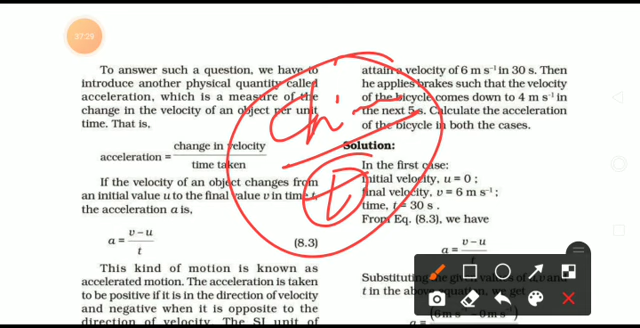 37:29
To answer such a question, we have to
introduce another physical quantity called
acceleration, which is a measure of the
change in the velocity of an object per unit
time. That is,
acceleration = change in velocity
time taken
If the velocity of an object changes from
an initial value u to the final value v in time t,
the acceleration a is,
a = v – u
t
(8.3)
This kind of motion is known as
accelerated motion. The acceleration is taken
to be positive if it is in the direction of velocity
and negative when it is opposite to the
direction of velocity. The SI unit of
attain a velocity of 6 m s⁻¹ in 30 s. Then
he applies brakes such that the velocity
of the bicycle comes down to 4 m s⁻¹ in
the next 5 s. Calculate the acceleration
of the bicycle in both the cases.
Solution:
In the first case:
initial velocity, u = 0 ;
final velocity, v = 6 m s⁻¹ ;
time, t = 30 s .
From Eq. (8.3), we have
a = v – u
Substituting the given values of u, v and
t in the above equation, we get